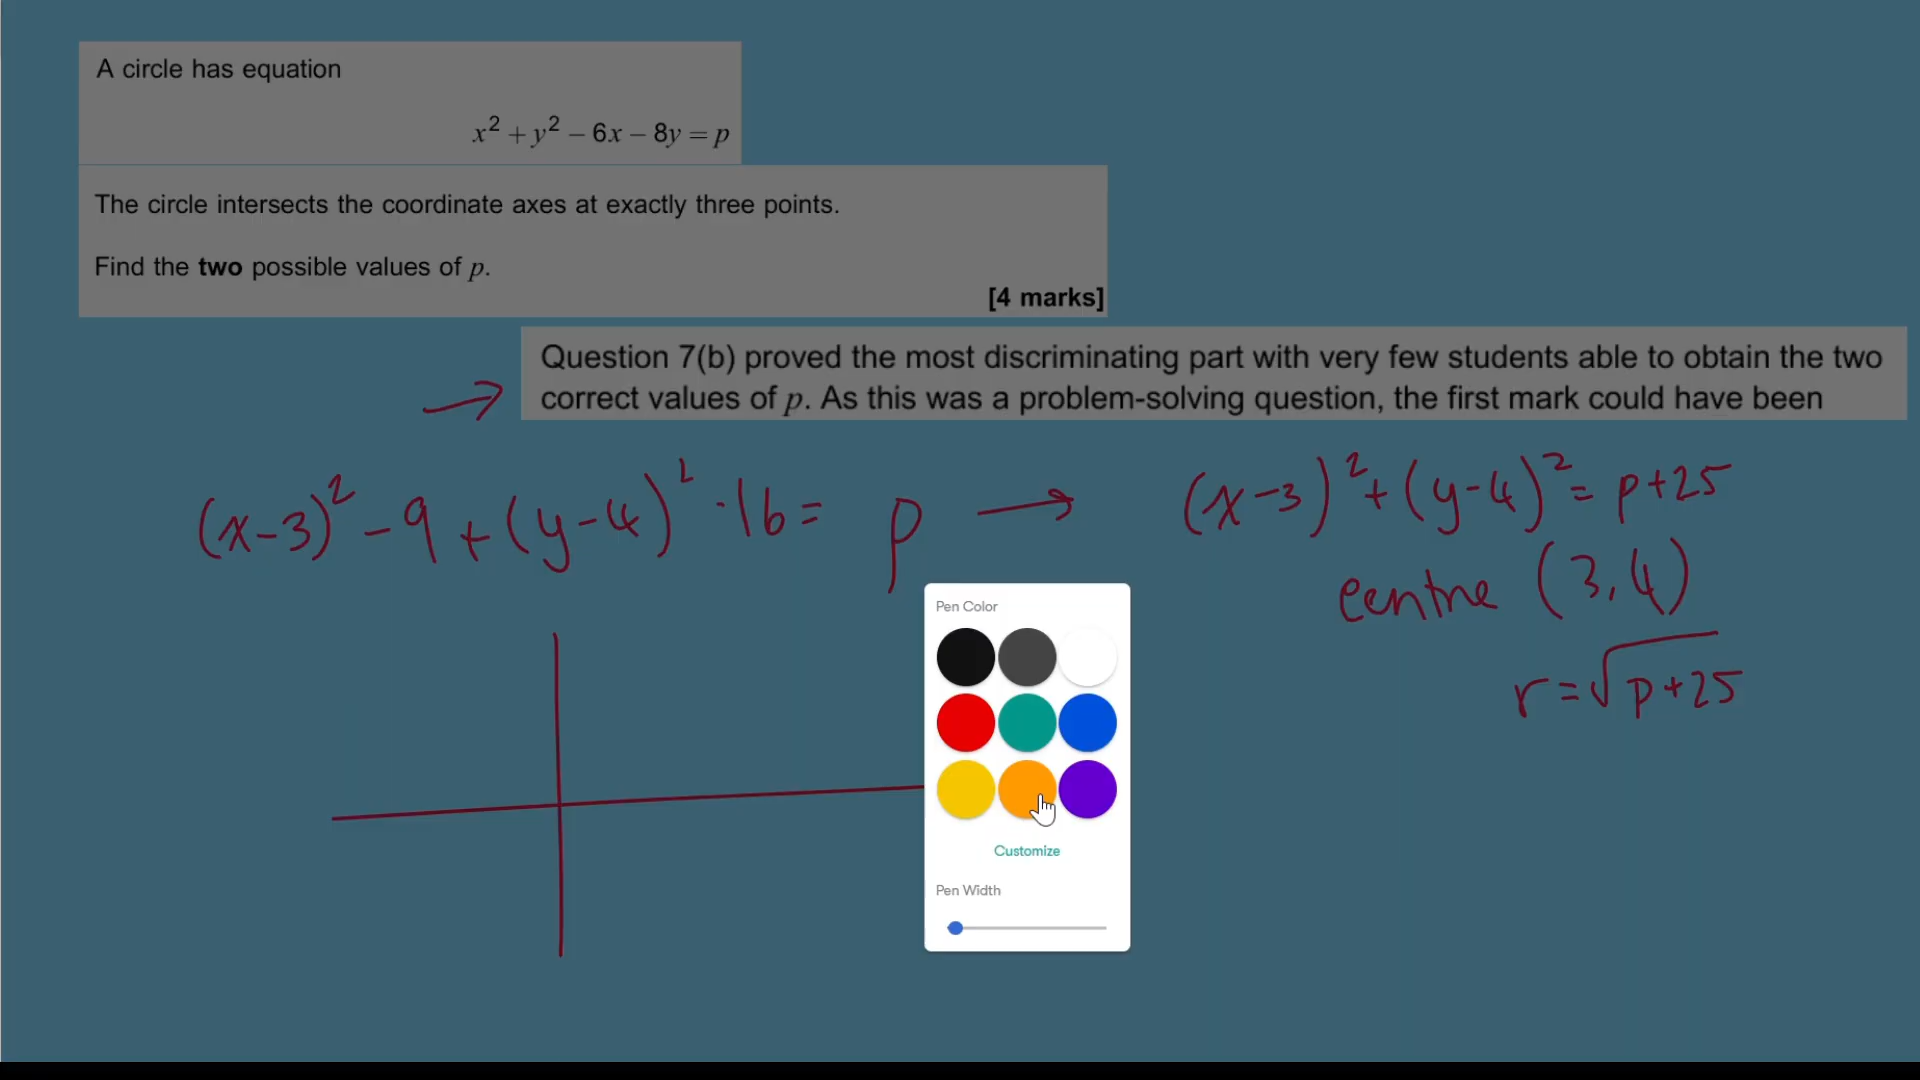 A circle has equation
x² + y² − 6x − 8y = p
The circle intersects the coordinate axes at exactly three points.
Find the two possible values of p.
[4 marks]
Question 7(b) proved the most discriminating part with very few students able to obtain the two
correct values of p. As this was a problem-solving question, the first mark could have been
(x-3)² - 9 + (y-4)² - 16 = p → (x-3)² + (y-4)² = p+25
centre (3,4)
r = √p+25
Pen Color
Customize
Pen Width